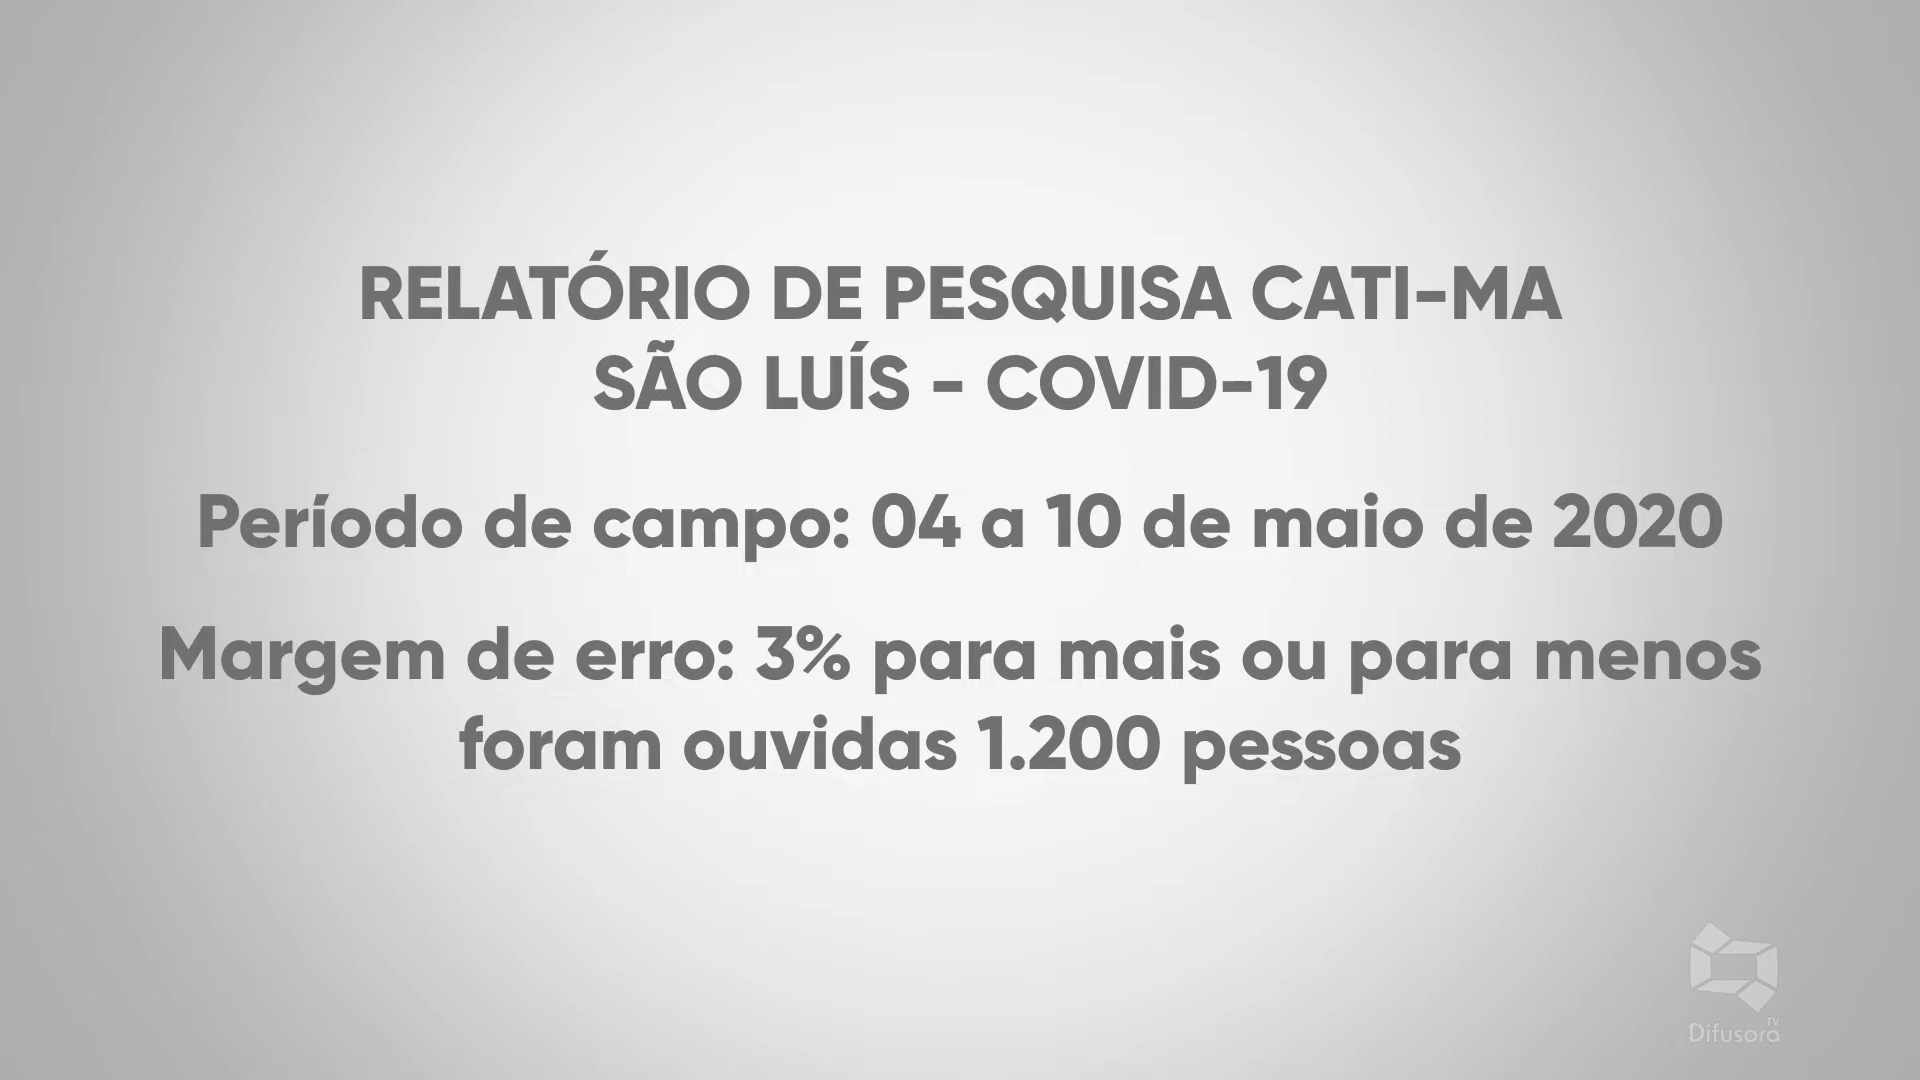 RELATÓRIO DE PESQUISA CATI-MA
SÃO LUÍS - COVID-19
Período de campo: 04 a 10 de maio de 2020
Margem de erro: 3% para mais ou para menos
foram ouvidas 1.200 pessoas
TV
Difusora